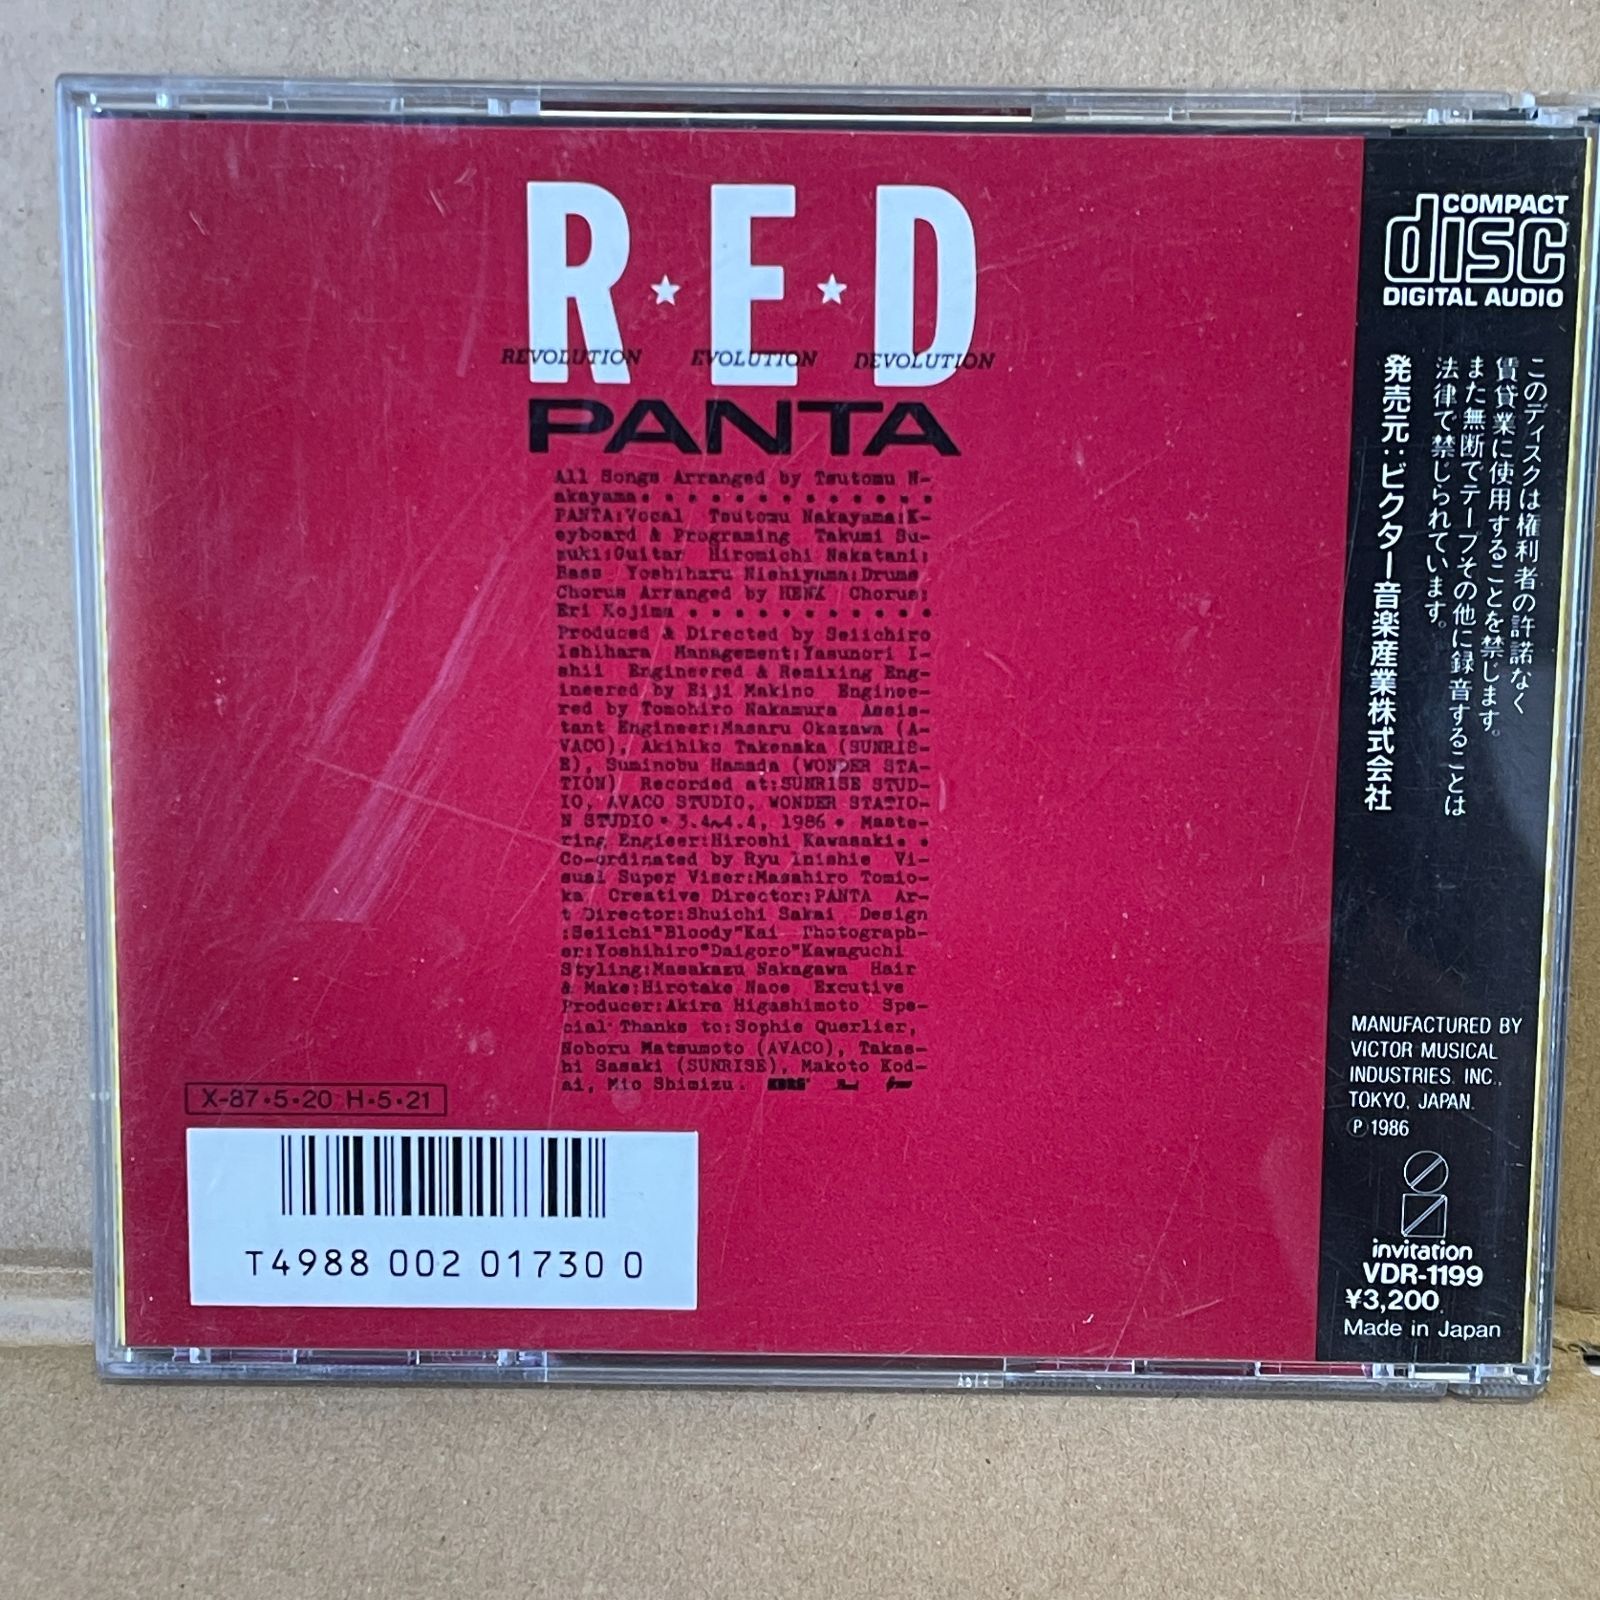 R★E★D
REVOLUTION EVOLUTION DEVOLUTION
PANTA
All Songs Arranged by Tsutomu N-
akayama• • • • • • • • • • • • •
PANTA:Vocal Tsutomu Nakayama:K-
eyboard & Programing Takumi Su-
zuki:Guitar Hiromichi Nakatani:
Bass Yoshiharu Nishiyama:Drums
Chorus Arranged by HENX Chorus:
Eri Kojima • • • • • • • • • • •
Produced & Directed by Seiichiro
Ishihara Management:Yasunori I-
shii Engineered & Remixing Eng-
ineered by Eiji Makino Enginee-
red by Tomohiro Nakamura Assis-
tant Engineer:Masaru Okazawa (A-
VACO), Akihiko Takenaka (SUNRIS-
E), Suminobu Hamada (WONDER STA-
TION) Recorded at:SUNRISE STUD-
IO, AVACO STUDIO, WONDER STATIO-
N STUDIO • 3.4~4.4, 1986 • Maste-
ring Engieer:Hiroshi Kawasaki• •
Co-ordinated by Ryu Inishie Vi-
sual Super Viser:Masahiro Tomio-
ka Creative Director:PANTA Ar-
t Director:Shuichi Sakai Design
:Seiichi"Bloody"Kai Photograph-
er:Yoshihiro"Daigoro"Kawaguchi
Styling:Masakazu Nakagawa Hair
& Make:Hirotake Naoe Excutive
Producer:Akira Higashimoto Spe-
cial Thanks to:Sophie Querlier,
Noboru Matsumoto (AVACO), Takas-
hi Sasaki (SUNRISE), Makoto Kod-
ai, Mio Shimizu.
X-87・5・20 H・5・21
T4988 002 01730 0
COMPACT
disc
DIGITAL AUDIO
このディスクは権利者の許諾なく
賃貸業に使用することを禁じます。
また無断でテープその他に録音することは
法律で禁じられています。
発売元:ビクター音楽産業株式会社
MANUFACTURED BY
VICTOR MUSICAL
INDUSTRIES, INC.,
TOKYO, JAPAN.
Ⓟ1986
invitation
VDR-1199
¥3,200
Made in Japan